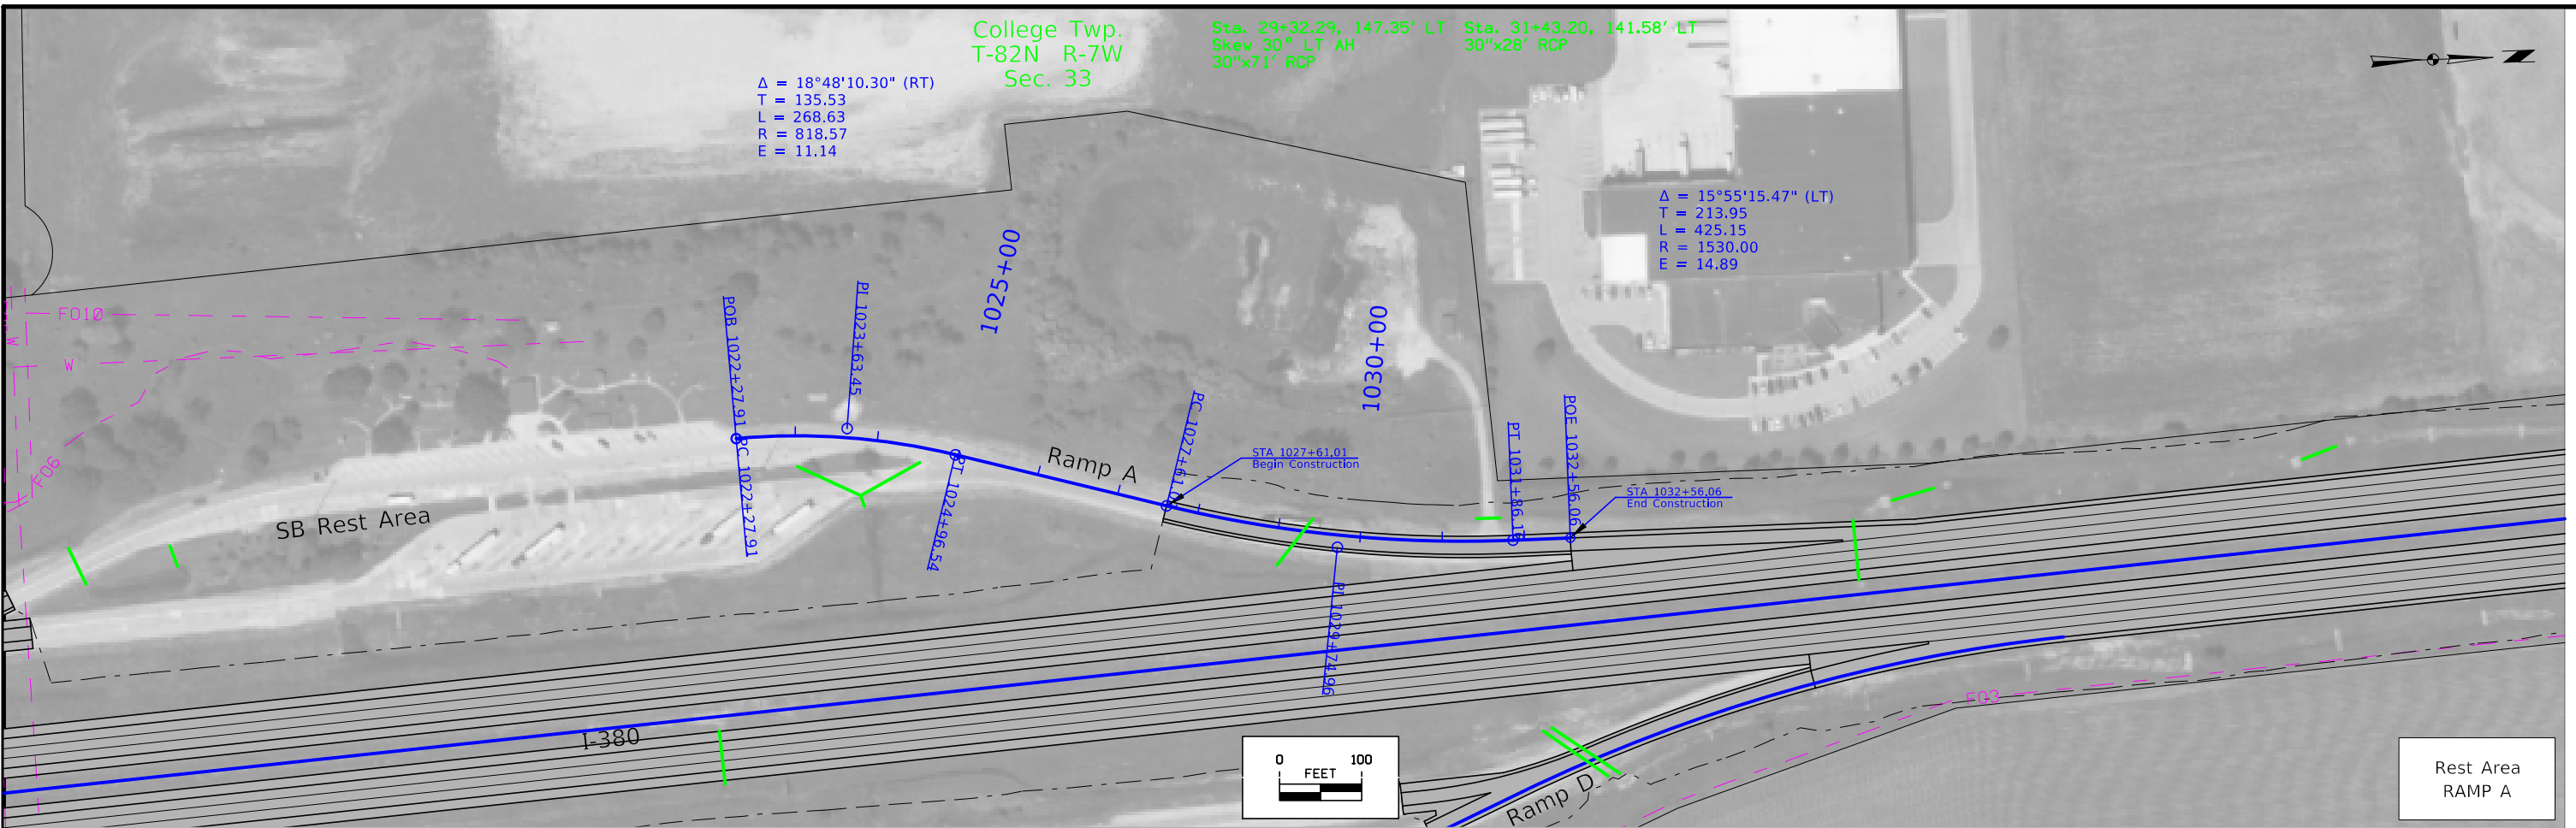 College Twp.
T-82N R-7W
Sec. 33
Sta. 29+32.29, 147.35' LT
Skew 30° LT AH
30"x71' RCP
Sta. 31+43.20, 141.58' LT
30"x28' RCP
Δ = 18°48'10.30" (RT)
T = 135.53
L = 268.63
R = 818.57
E = 11.14
Δ = 15°55'15.47" (LT)
T = 213.95
L = 425.15
R = 1530.00
E = 14.89
1025+00
1030+00
FO10
W
FO6
POB 1022+27.91
PC 1022+27.91
PI 1023+63.45
PT 1024+96.54
Ramp A
PC 1027+61.01
STA 1027+61.01
Begin Construction
PI 1029+74.96
PT 1031+86.17
POE 1032+56.06
STA 1032+56.06
End Construction
SB Rest Area
I-380
FO3
Ramp D
0 100
FEET
Rest Area
RAMP A